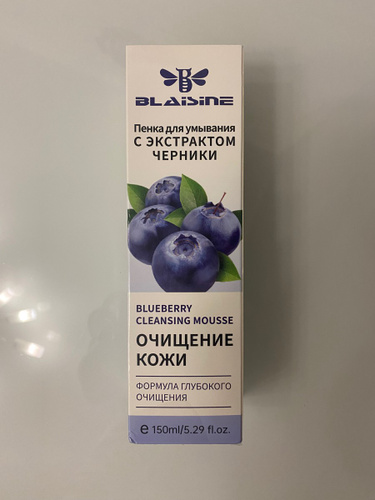 BLAISINE
Пенка для умывания
С ЭКСТРАКТОМ
ЧЕРНИКИ
BLUEBERRY
CLEANSING MOUSSE
ОЧИЩЕНИЕ
КОЖИ
ФОРМУЛА ГЛУБОКОГО
ОЧИЩЕНИЯ
e 150ml/5.29 fl.oz.